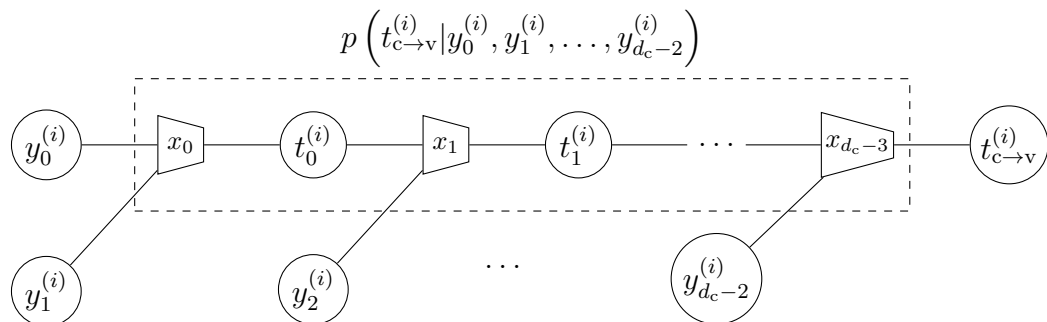 p(t_{c→v}^{(i)}|y_0^{(i)}, y_1^{(i)}, . . . , y_{d_c−2}^{(i)})
y_0^{(i)} x_0 t_0^{(i)} x_1 t_1^{(i)} · · · x_{d_c−3} t_{c→v}^{(i)}
y_1^{(i)} y_2^{(i)} · · · y_{d_c−2}^{(i)}